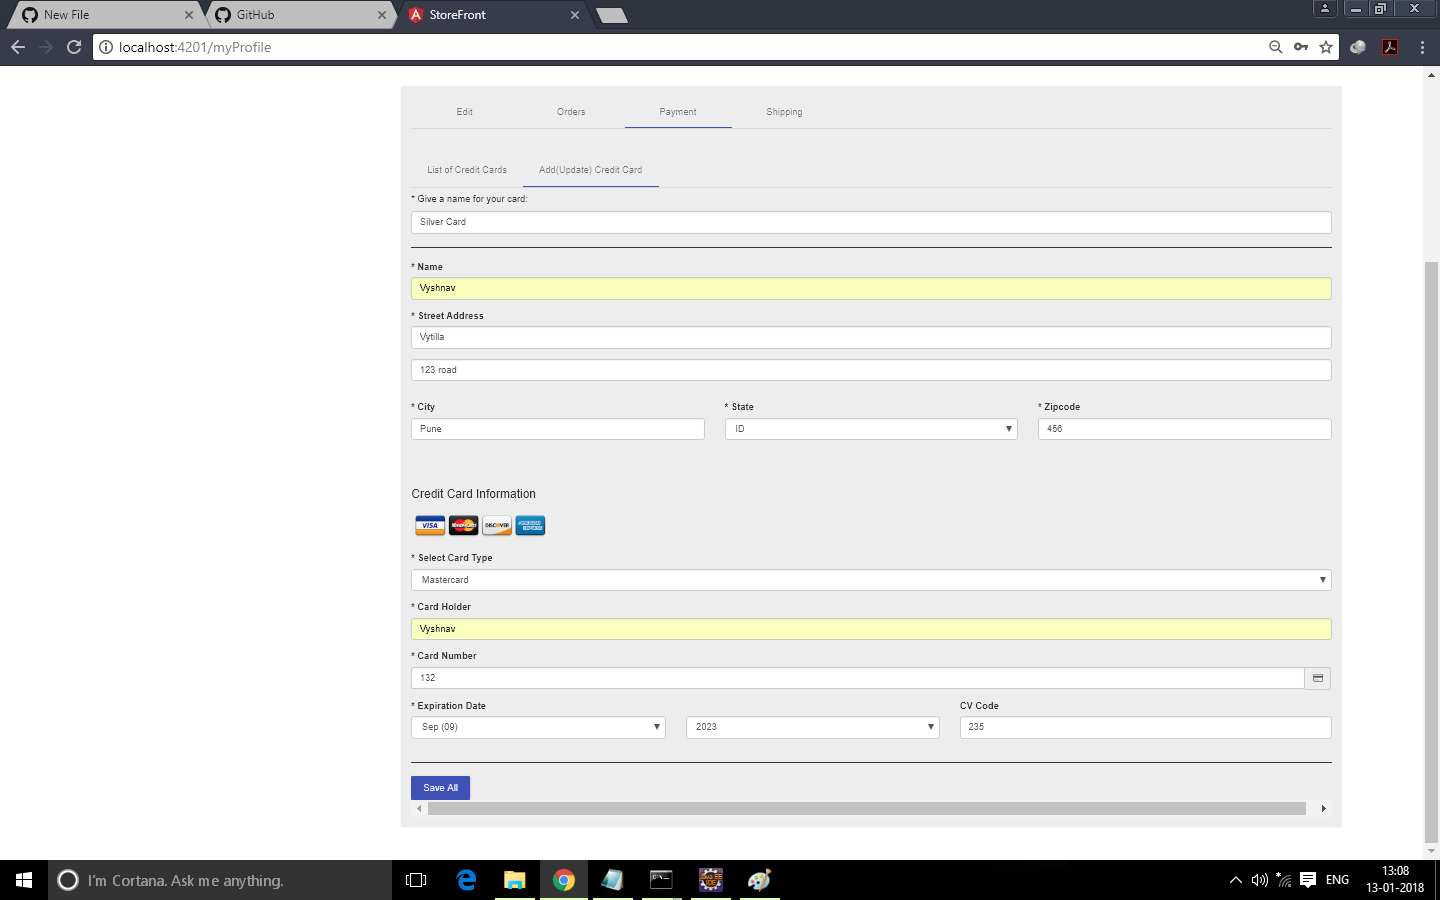 New File
GitHub
StoreFront
localhost:4201/myProfile
Edit Orders Payment Shipping
List of Credit Cards Add(Update) Credit Card
* Give a name for your card:
Silver Card
* Name
Vyshnav
* Street Address
Vytilla
123 road
* City * State * Zipcode
Pune ID 456
Credit Card Information
VISA MasterCard DISCOVER
* Select Card Type
Mastercard
* Card Holder
Vyshnav
* Card Number
132
* Expiration Date CV Code
Sep (09) 2023 235
Save All
I'm Cortana. Ask me anything.
ENG
13:08
13-01-2018